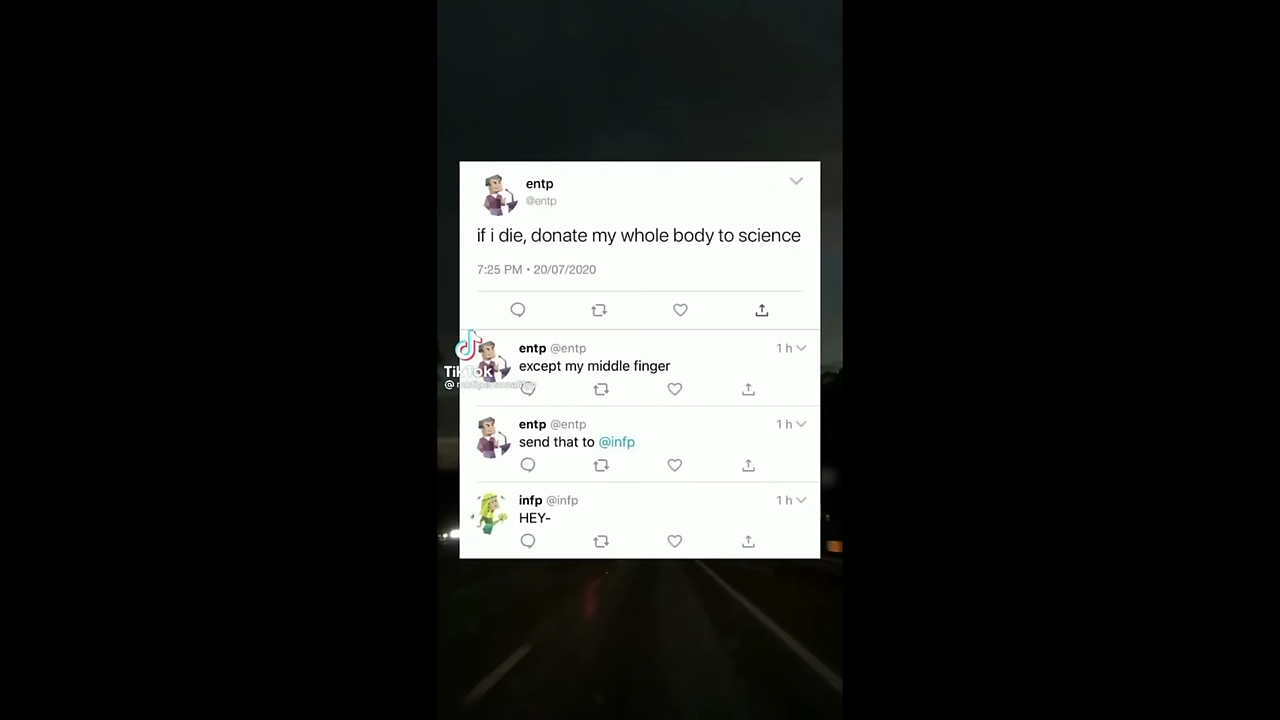 entp
@entp
if i die, donate my whole body to science
7:25 PM • 20/07/2020
entp @entp 1 h
except my middle finger
TikTok
entp @entp 1 h
send that to @infp
infp @infp 1 h
HEY-